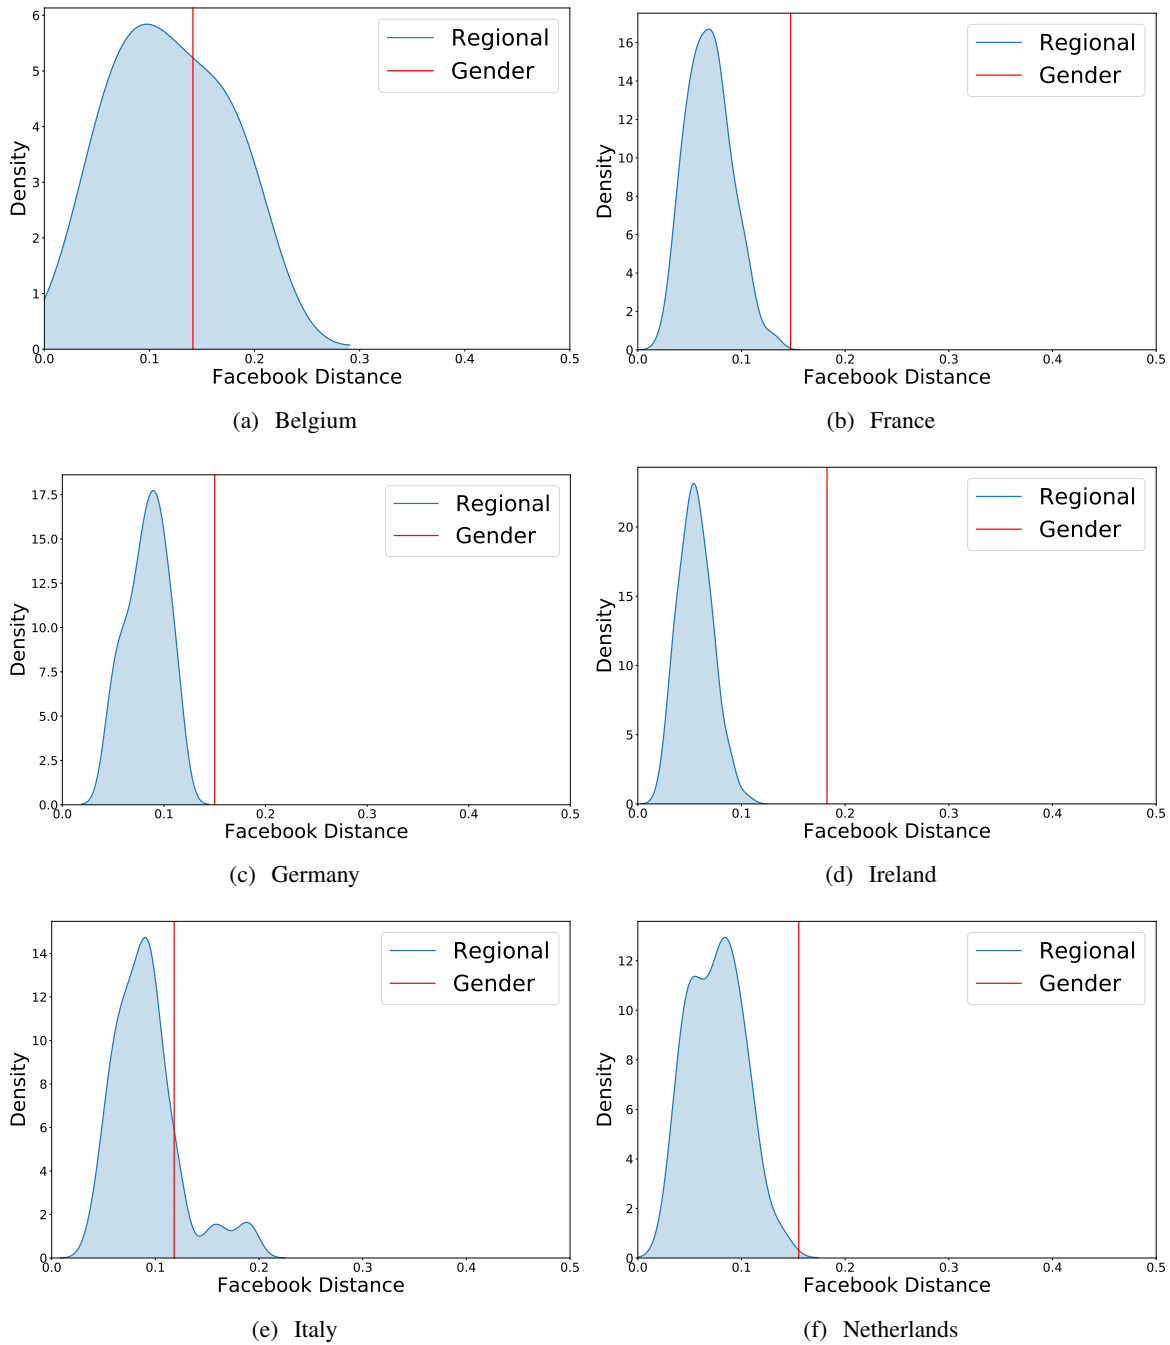 6
5
4
3
2
1
0
Density
0.0 0.1 0.2 0.3 0.4 0.5
Facebook Distance
Regional
Gender
(a) Belgium
16
14
12
10
8
6
4
2
0
Density
0.0 0.1 0.2 0.3 0.4 0.5
Facebook Distance
Regional
Gender
(b) France
17.5
15.0
12.5
10.0
7.5
5.0
2.5
0.0
Density
0.0 0.1 0.2 0.3 0.4 0.5
Facebook Distance
Regional
Gender
(c) Germany
20
15
10
5
0
Density
0.0 0.1 0.2 0.3 0.4 0.5
Facebook Distance
Regional
Gender
(d) Ireland
14
12
10
8
6
4
2
0
Density
0.0 0.1 0.2 0.3 0.4 0.5
Facebook Distance
Regional
Gender
(e) Italy
12
10
8
6
4
2
0
Density
0.0 0.1 0.2 0.3 0.4 0.5
Facebook Distance
Regional
Gender
(f) Netherlands